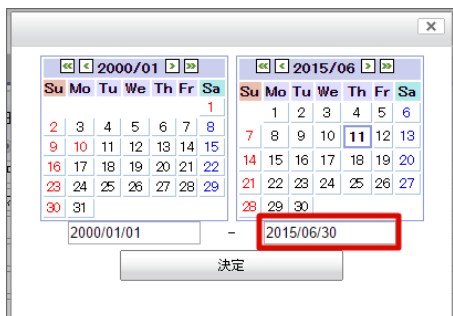 ×
« < 2000/01 > »
Su Mo Tu We Th Fr Sa
1
2 3 4 5 6 7 8
9 10 11 12 13 14 15
16 17 18 19 20 21 22
23 24 25 26 27 28 29
30 31
« < 2015/06 > »
Su Mo Tu We Th Fr Sa
1 2 3 4 5 6
7 8 9 10 11 12 13
14 15 16 17 18 19 20
21 22 23 24 25 26 27
28 29 30
2000/01/01 – 2015/06/30
決定